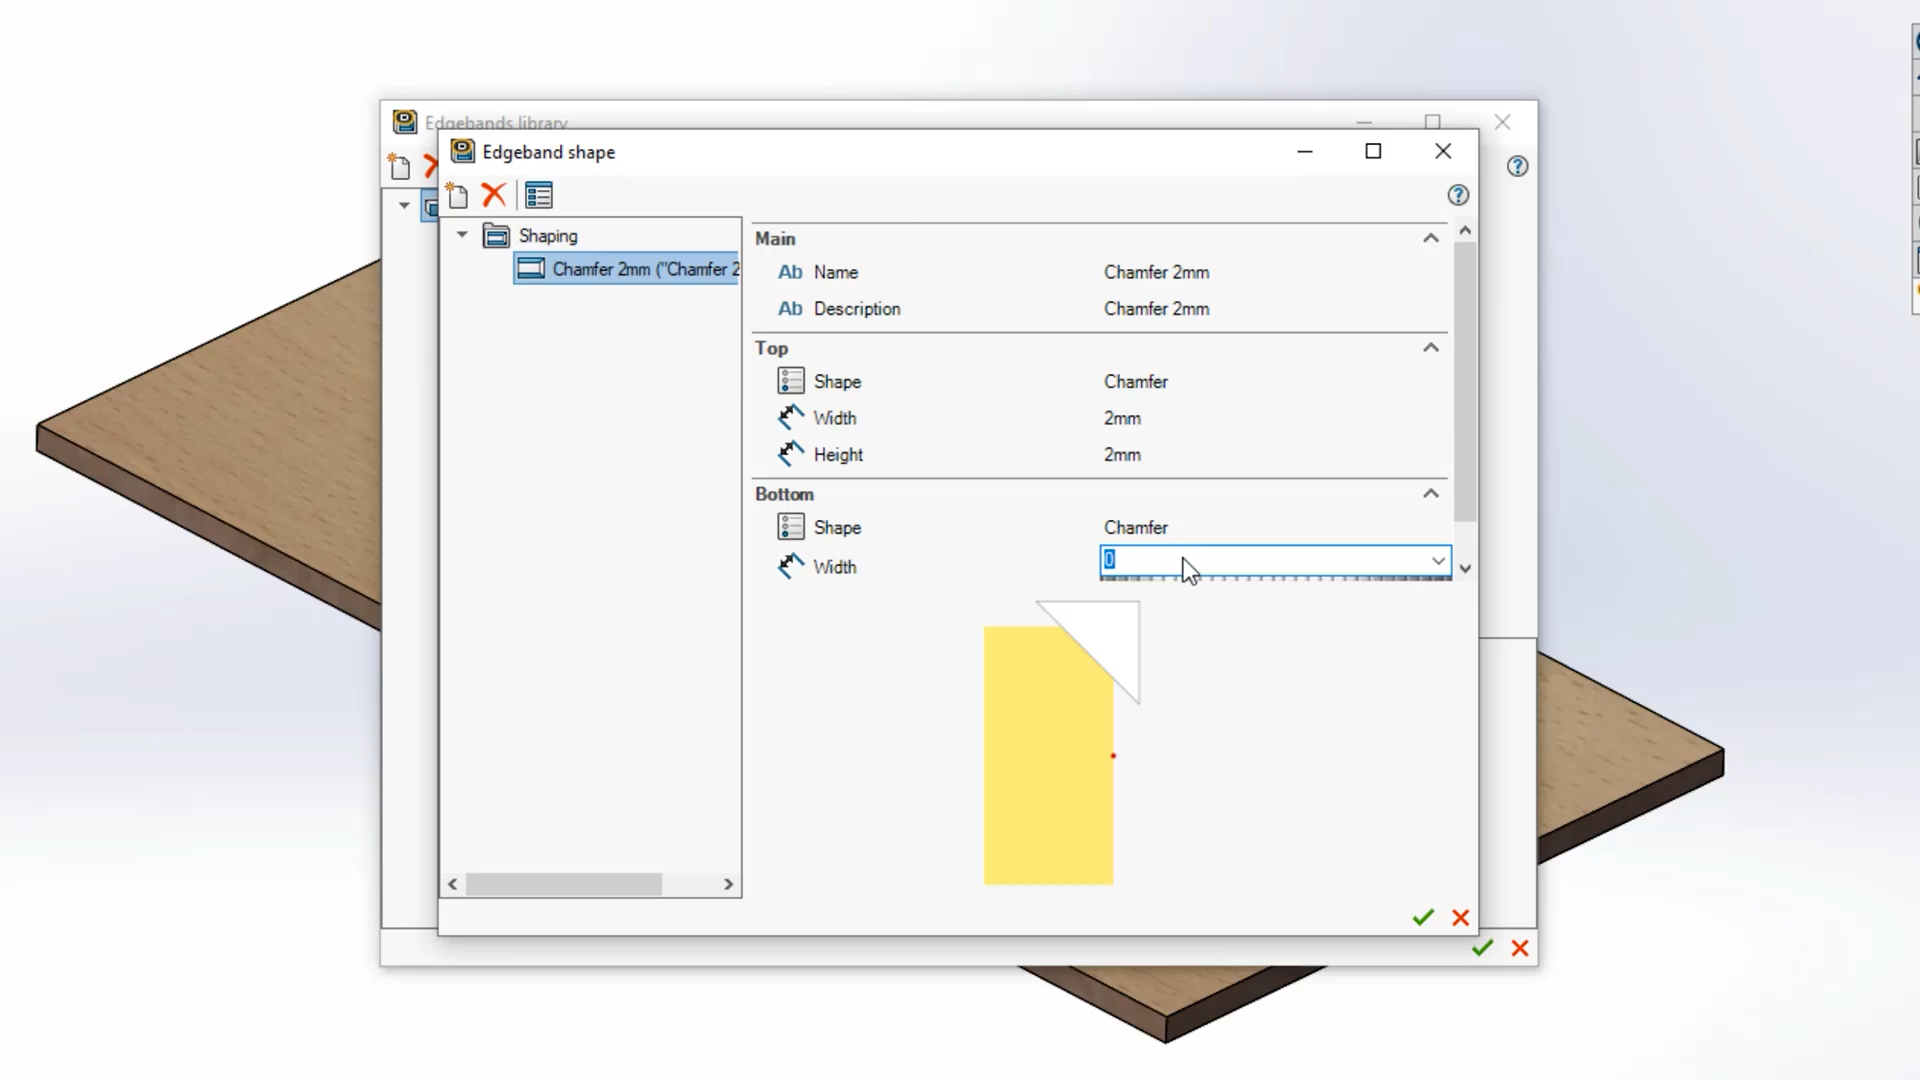 Edgebands library
Edgeband shape
Shaping
Chamfer 2mm ("Chamfer 2
Main
Ab Name Chamfer 2mm
Ab Description Chamfer 2mm
Top
Shape Chamfer
Width 2mm
Height 2mm
Bottom
Shape Chamfer
Width 0